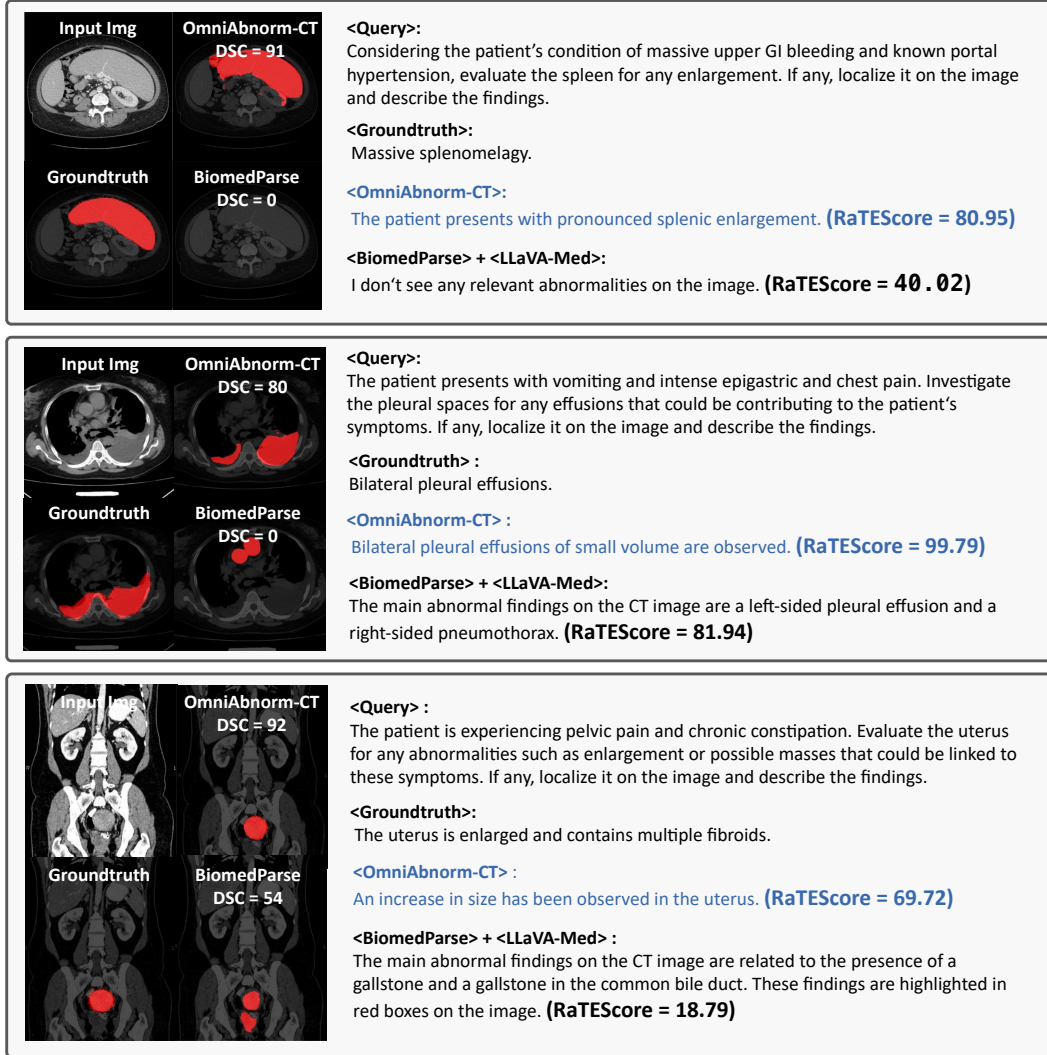 Input Img
OmniAbnorm-CT
DSC = 91
Groundtruth
BiomedParse
DSC = 0
<Query>:
Considering the patient's condition of massive upper GI bleeding and known portal
hypertension, evaluate the spleen for any enlargement. If any, localize it on the image
and describe the findings.
<Groundtruth>:
Massive splenomelagy.
<OmniAbnorm-CT>:
The patient presents with pronounced splenic enlargement. (RaTEScore = 80.95)
<BiomedParse> + <LLaVA-Med>:
I don't see any relevant abnormalities on the image. (RaTEScore = 40.02)
Input Img
OmniAbnorm-CT
DSC = 80
Groundtruth
BiomedParse
DSC = 0
<Query>:
The patient presents with vomiting and intense epigastric and chest pain. Investigate
the pleural spaces for any effusions that could be contributing to the patient's
symptoms. If any, localize it on the image and describe the findings.
<Groundtruth> :
Bilateral pleural effusions.
<OmniAbnorm-CT> :
Bilateral pleural effusions of small volume are observed. (RaTEScore = 99.79)
<BiomedParse> + <LLaVA-Med>:
The main abnormal findings on the CT image are a left-sided pleural effusion and a
right-sided pneumothorax. (RaTEScore = 81.94)
Input Img
OmniAbnorm-CT
DSC = 92
Groundtruth
BiomedParse
DSC = 54
<Query> :
The patient is experiencing pelvic pain and chronic constipation. Evaluate the uterus
for any abnormalities such as enlargement or possible masses that could be linked to
these symptoms. If any, localize it on the image and describe the findings.
<Groundtruth>:
The uterus is enlarged and contains multiple fibroids.
<OmniAbnorm-CT> :
An increase in size has been observed in the uterus. (RaTEScore = 69.72)
<BiomedParse> + <LLaVA-Med> :
The main abnormal findings on the CT image are related to the presence of a
gallstone and a gallstone in the common bile duct. These findings are highlighted in
red boxes on the image. (RaTEScore = 18.79)